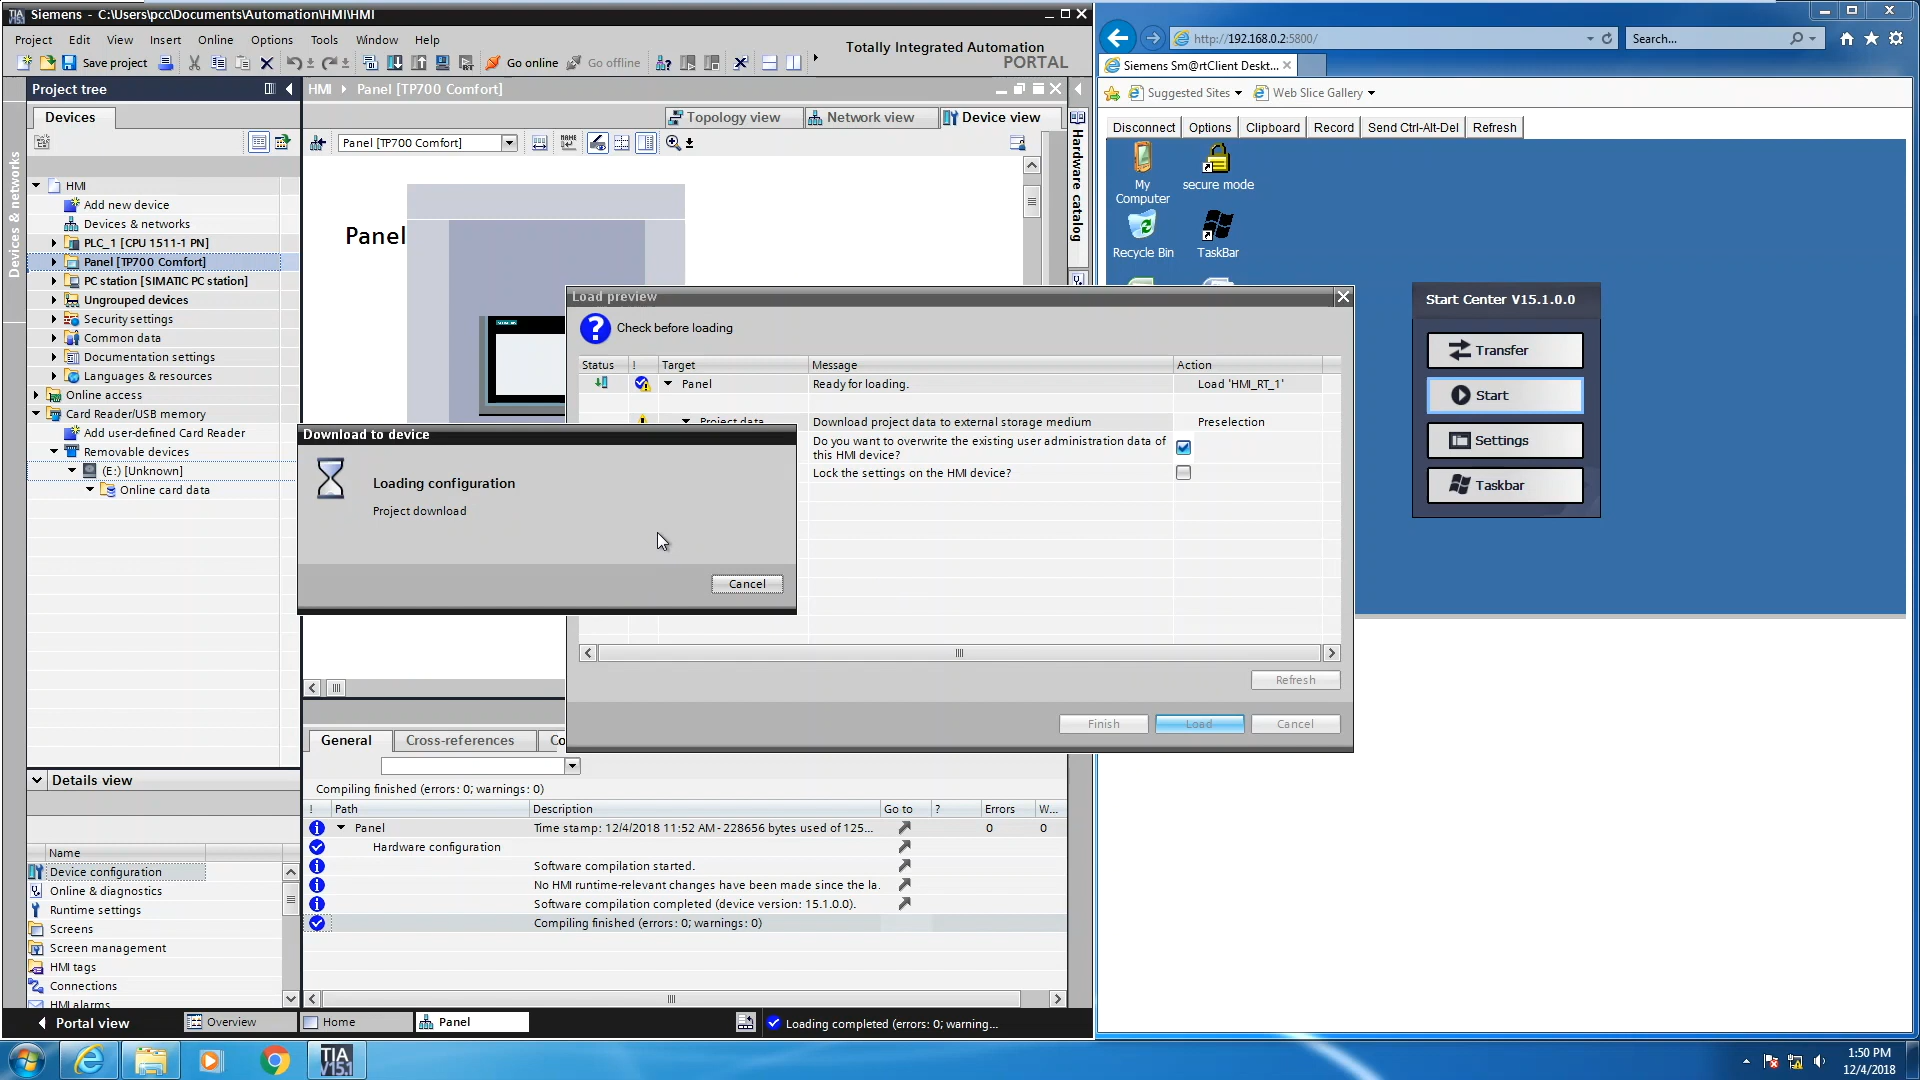 Siemens - C:\Users\pcc\Documents\Automation\HMI\HMI
Project Edit View Insert Online Options Tools Window Help
Totally Integrated Automation
PORTAL
Save project
Go online
Go offline
Project tree
HMI
Panel [TP700 Comfort]
Devices
Topology view
Network view
Device view
Panel [TP700 Comfort]
Devices & networks
Hardware catalog
HMI
Add new device
Devices & networks
PLC_1 [CPU 1511-1 PN]
Panel [TP700 Comfort]
PC station [SIMATIC PC station]
Ungrouped devices
Security settings
Common data
Documentation settings
Languages & resources
Online access
Card Reader/USB memory
Add user-defined Card Reader
Removable devices
(E:) [Unknown]
Online card data
Panel
Load preview
Check before loading
Status ! Target Message Action
Panel Ready for loading. Load 'HMI_RT_1'
Project data Download project data to external storage medium Preselection
Do you want to overwrite the existing user administration data of
this HMI device?
Lock the settings on the HMI device?
Refresh
Finish Load Cancel
Download to device
Loading configuration
Project download
Cancel
Details view
Name
Device configuration
Online & diagnostics
Runtime settings
Screens
Screen management
HMI tags
Connections
HMI alarms
General Cross-references Co
Compiling finished (errors: 0; warnings: 0)
! Path Description Go to ? Errors W...
Panel Time stamp: 12/4/2018 11:52 AM - 228656 bytes used of 125... 0 0
Hardware configuration
Software compilation started.
No HMI runtime-relevant changes have been made since the la.
Software compilation completed (device version: 15.1.0.0).
Compiling finished (errors: 0; warnings: 0)
Portal view
Overview
Home
Panel
Loading completed (errors: 0; warning...
http://192.168.0.2:5800/
Search...
Siemens Sm@rtClient Deskt...
Suggested Sites
Web Slice Gallery
Disconnect Options Clipboard Record Send Ctrl-Alt-Del Refresh
My
Computer
secure mode
Recycle Bin
TaskBar
Start Center V15.1.0.0
Transfer
Start
Settings
Taskbar
TIA
V15.1
1:50 PM
12/4/2018